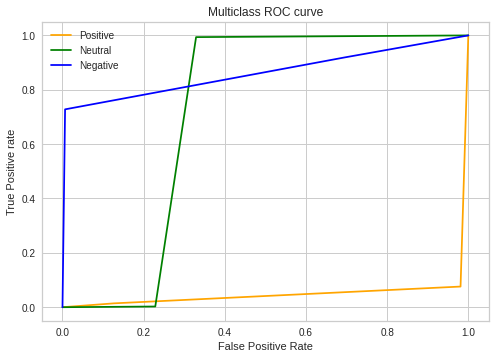 Multiclass ROC curve
Positive
Neutral
Negative
True Positive rate
1.0
0.8
0.6
0.4
0.2
0.0
0.0 0.2 0.4 0.6 0.8 1.0
False Positive Rate